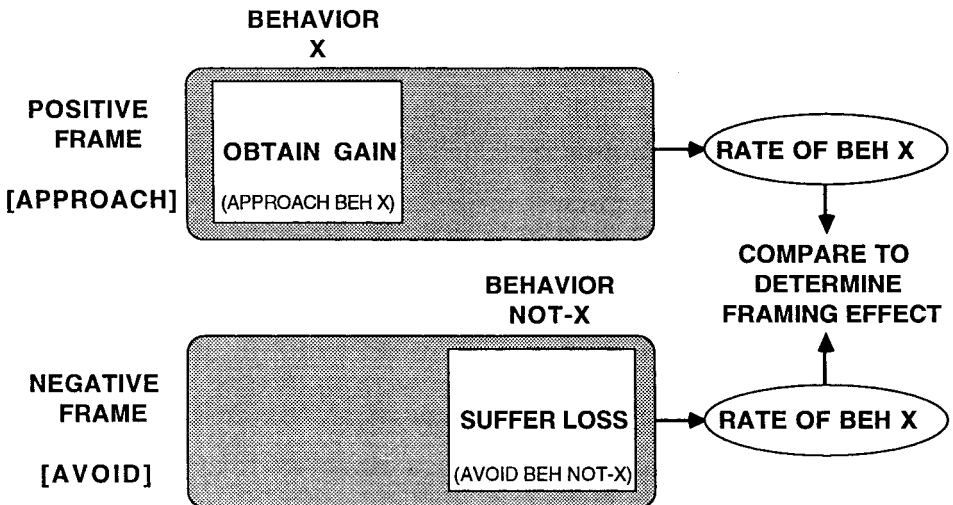 BEHAVIOR
X
POSITIVE
FRAME
[APPROACH]
OBTAIN GAIN
(APPROACH BEH X)
RATE OF BEH X
COMPARE TO
DETERMINE
FRAMING EFFECT
BEHAVIOR
NOT-X
NEGATIVE
FRAME
[AVOID]
SUFFER LOSS
(AVOID BEH NOT-X)
RATE OF BEH X